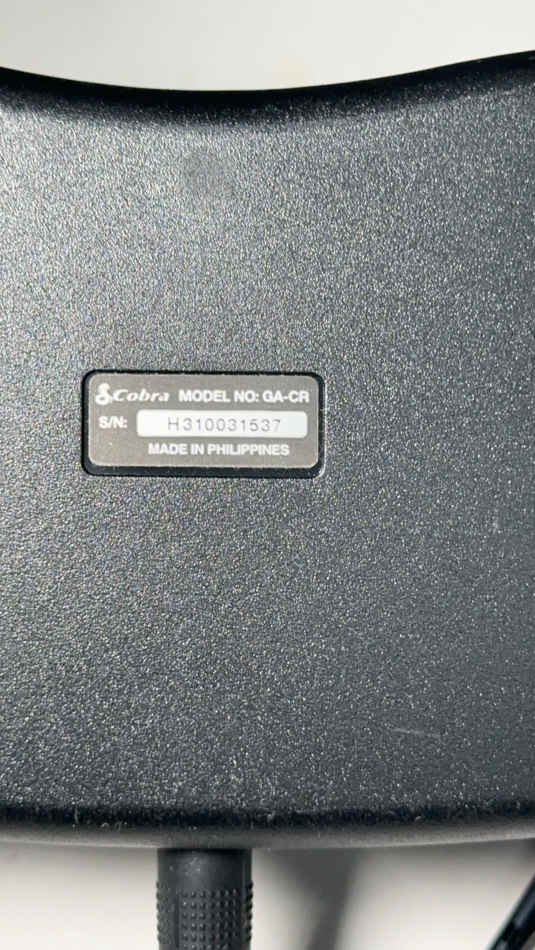 Cobra MODEL NO: GA-CR
S/N: H310031537
MADE IN PHILIPPINES